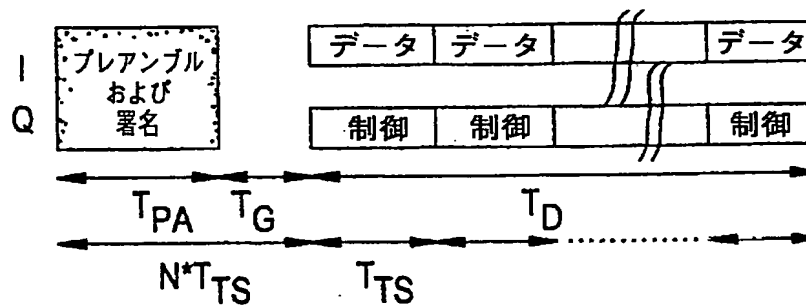 I
Q
プレアンブル
および
署名
データ データ データ
制御 制御 制御
TPA TG TD
N*TTS TTS